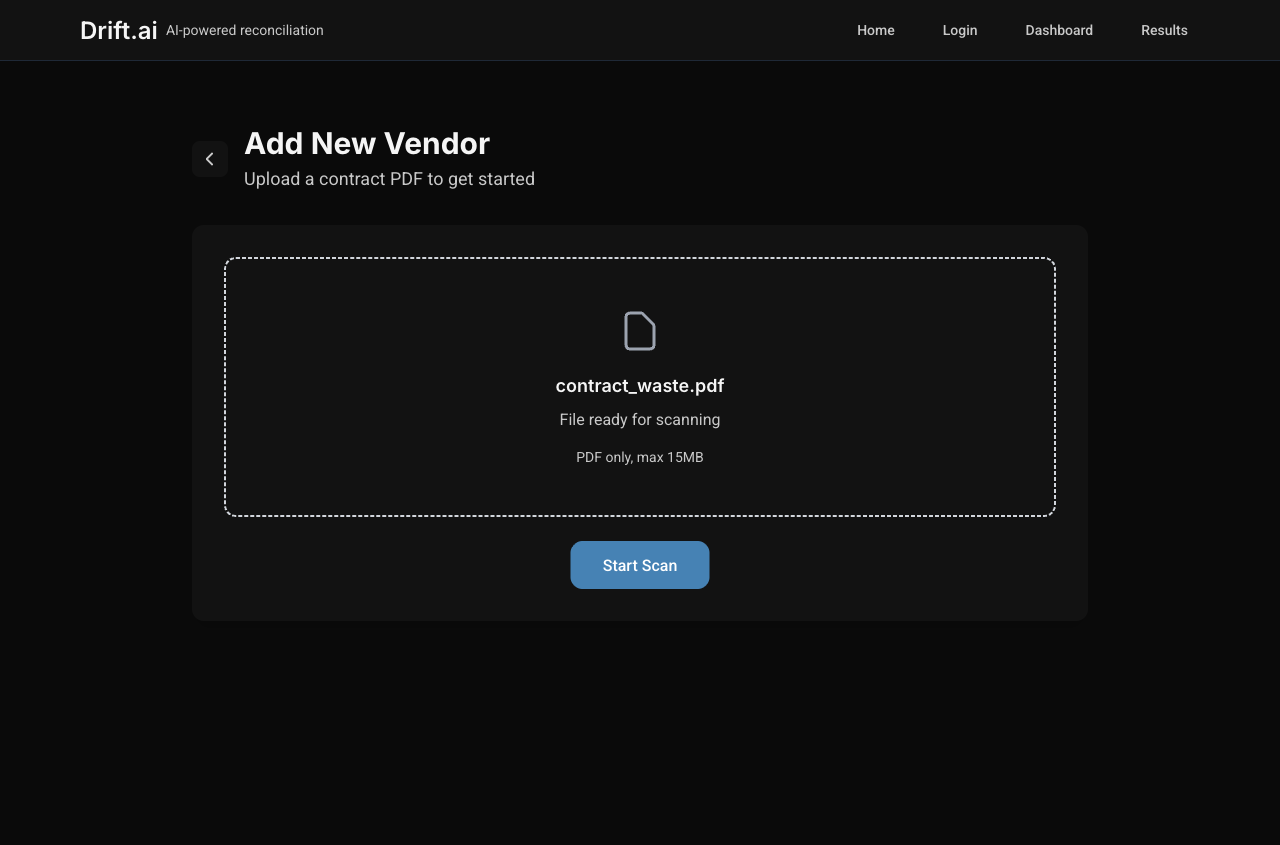 Drift.ai AI-powered reconciliation Home Login Dashboard Results
Add New Vendor
Upload a contract PDF to get started
contract_waste.pdf
File ready for scanning
PDF only, max 15MB
Start Scan